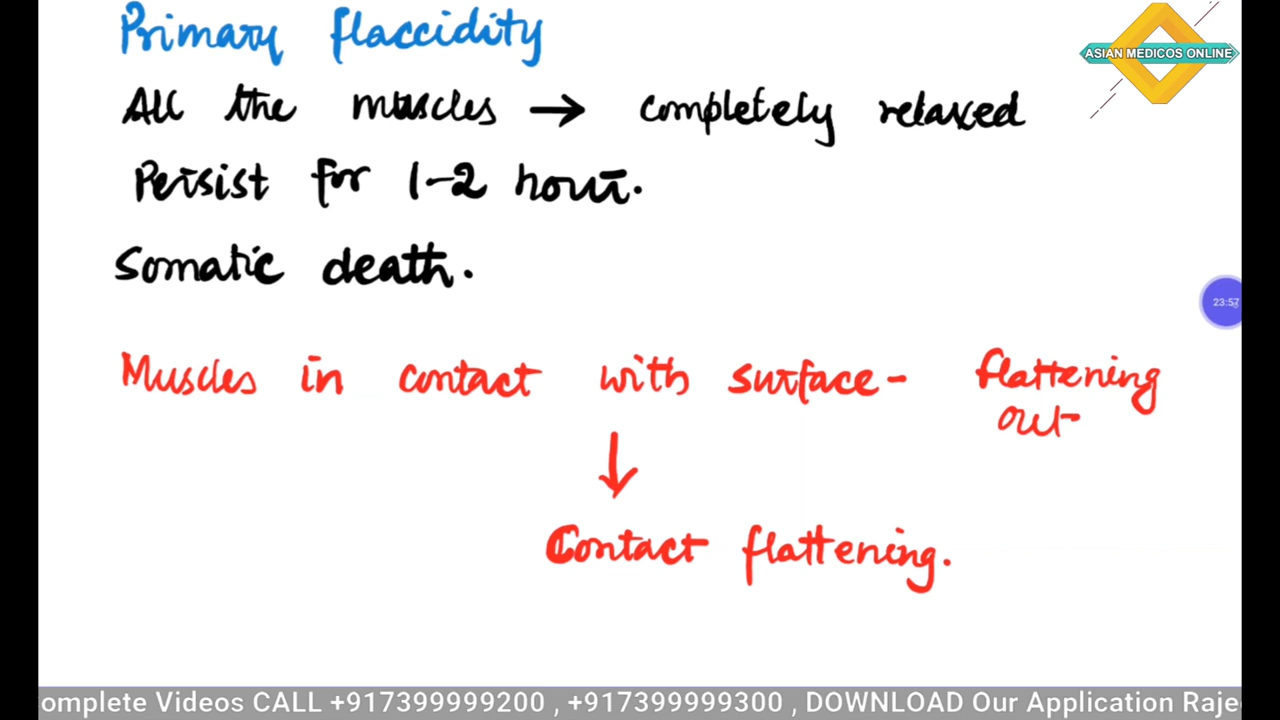 Primary flaccidity
ASIAN MEDICOS ONLINE
All the muscles → completely relaxed
Persist for 1-2 hour.
Somatic death.
23:57
Muscles in contact with surface - flattening
out
↓
Contact flattening.
omplete Videos CALL +917399999200 , +917399999300 , DOWNLOAD Our Application Raje